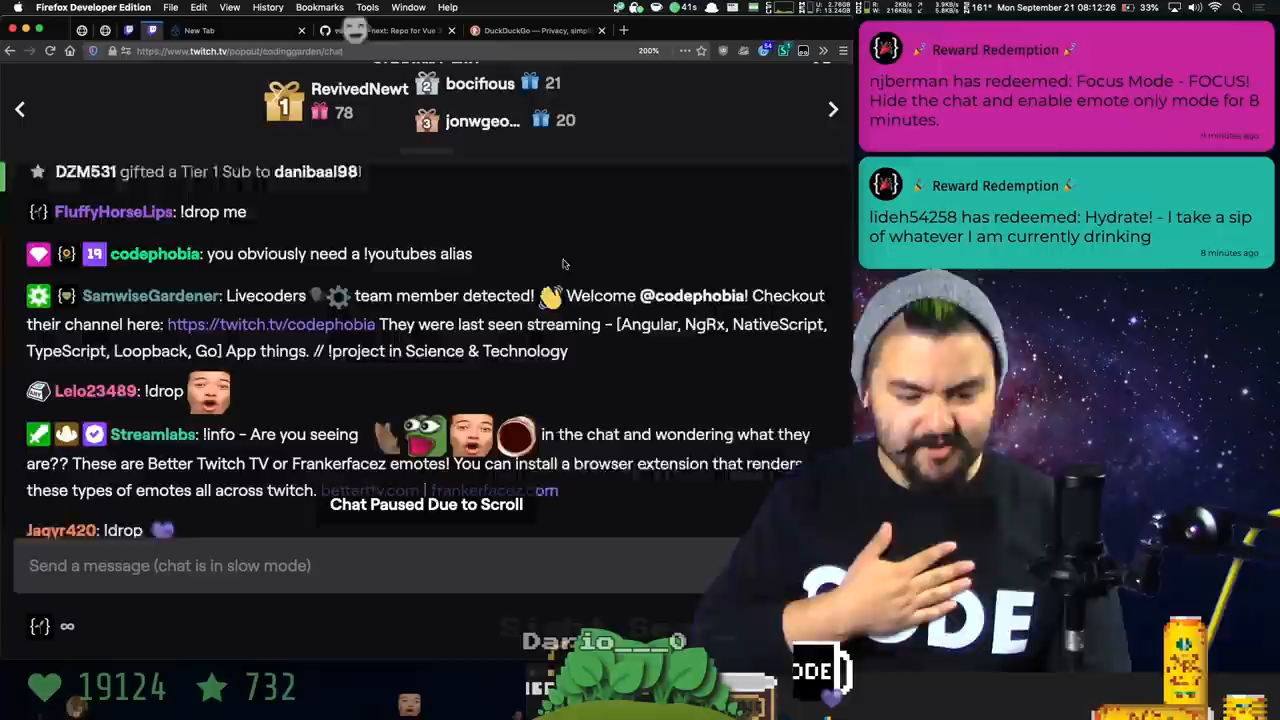 Firefox Developer Edition File Edit View History Bookmarks Tools Window Help
41s
161° Mon September 21 08:12:26 33%
New Tab
-next: Repo for Vue 3
DuckDuckGo — Privacy, simpl
https://www.twitch.tv/popout/codinggarden/chat
200%
RevivedNewt
78
bocifious 21
jonwgeo... 20
DZM531 gifted a Tier 1 Sub to danibaal98!
FluffyHorseLips: !drop me
codephobia: you obviously need a !youtubes alias
SamwiseGardener: Livecoders team member detected! Welcome @codephobia! Checkout
their channel here: https://twitch.tv/codephobia They were last seen streaming - [Angular, NgRx, NativeScript,
TypeScript, Loopback, Go] App things. // !project in Science & Technology
Lelo23489: !drop
Streamlabs: !info - Are you seeing in the chat and wondering what they
are?? These are Better Twitch TV or Frankerfacez emotes! You can install a browser extension that renders
these types of emotes all across twitch. betterttv.com | frankerfacez.com
Chat Paused Due to Scroll
Jaqyr420: !drop
Send a message (chat is in slow mode)
∞
Dario___0
19124 732
Reward Redemption
njberman has redeemed: Focus Mode - FOCUS!
Hide the chat and enable emote only mode for 8
minutes.
Reward Redemption
lideh54258 has redeemed: Hydrate! - I take a sip
of whatever I am currently drinking
8 minutes ago